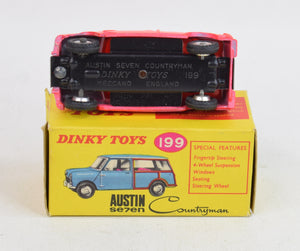 AUSTIN SEVEN COUNTRYMAN
DINKY TOYS 199
MECCANO ENGLAND
DINKY TOYS 199
SPECIAL FEATURES
Fingertip Steering
4-Wheel Suspension
Windows
Seating
Steering Wheel
AUSTIN
Se7en Countryman